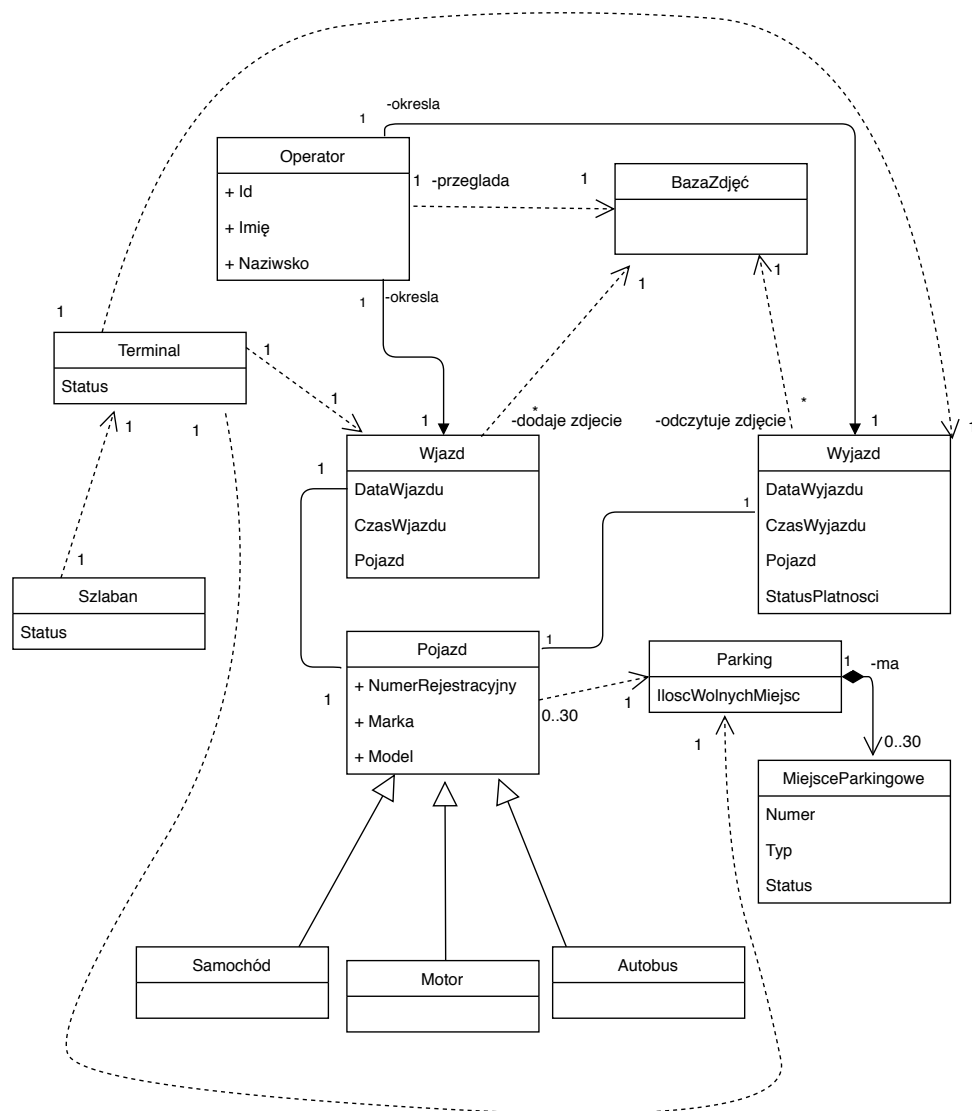 -okresla
1
Operator
+ Id
+ Imię
+ Naziwsko
1 -przeglada 1
BazaZdjęć
1
-okresla
1
1
1
Terminal
Status
1
1
1
1
1
*
-dodaje zdjecie
*
-odczytuje zdjęcie
1
1
1
Wjazd
DataWjazdu
CzasWjazdu
Pojazd
1
Wyjazd
DataWyjazdu
CzasWyjazdu
Pojazd
StatusPlatnosci
1
1
Szlaban
Status
1
1
Pojazd
+ NumerRejestracyjny
+ Marka
+ Model
0..30
1
Parking
IloscWolnychMiejsc
1 -ma
1
0..30
MiejsceParkingowe
Numer
Typ
Status
Samochód
Motor
Autobus